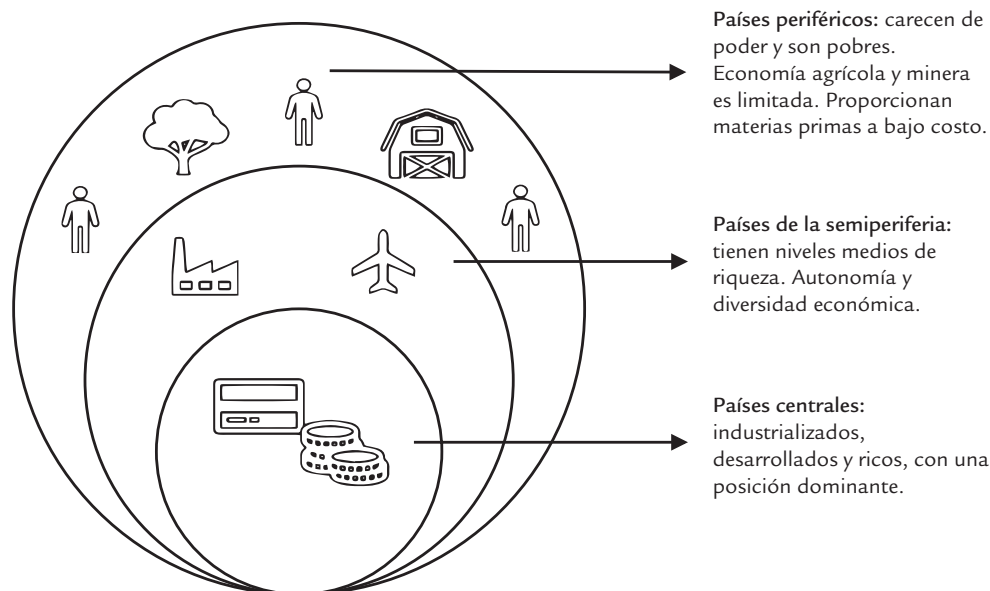 Países periféricos: carecen de
poder y son pobres.
Economía agrícola y minera
es limitada. Proporcionan
materias primas a bajo costo.
Países de la semiperiferia:
tienen niveles medios de
riqueza. Autonomía y
diversidad económica.
Países centrales:
industrializados,
desarrollados y ricos, con una
posición dominante.